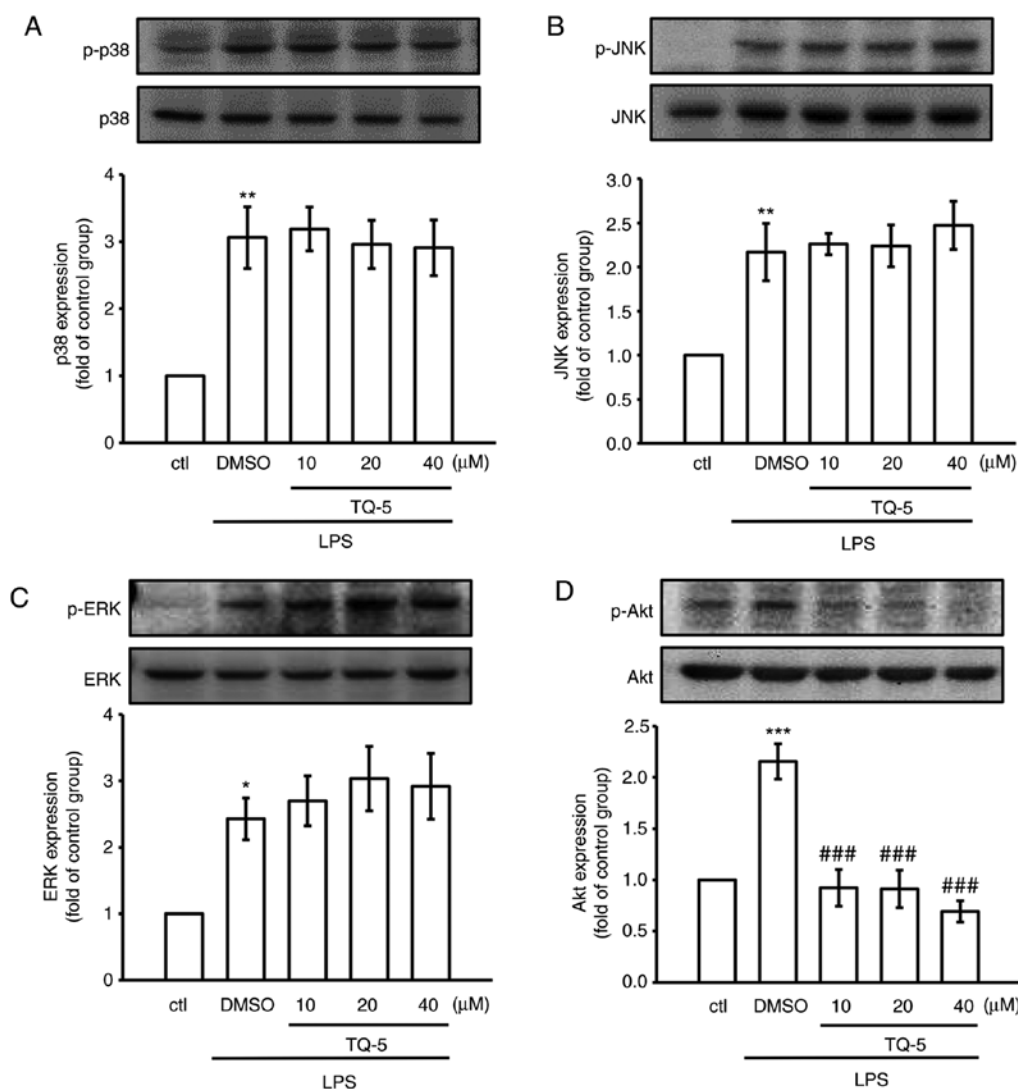 A
p-p38
p38
p38 expression
(fold of control group)
4
3
2
1
0
**
ctl DMSO 10 20 40 (μM)
TQ-5
LPS
B
p-JNK
JNK
JNK expression
(fold of control group)
3.0
2.5
2.0
1.5
1.0
0.5
0.0
**
ctl DMSO 10 20 40 (μM)
TQ-5
LPS
C
p-ERK
ERK
ERK expression
(fold of control group)
4
3
2
1
0
*
ctl DMSO 10 20 40 (μM)
TQ-5
LPS
D
p-Akt
Akt
Akt expression
(fold of control group)
2.5
2.0
1.5
1.0
0.5
0.0
***
### ### ###
ctl DMSO 10 20 40 (μM)
TQ-5
LPS